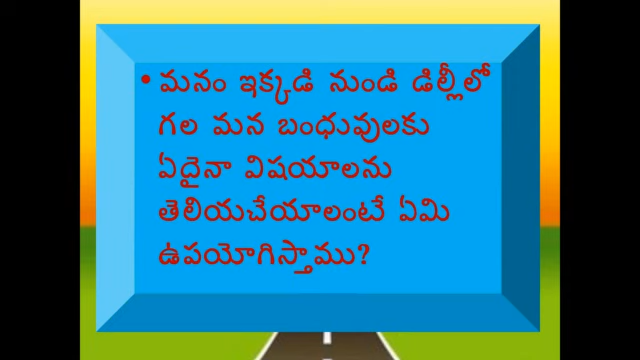 • మనం ఇక్కడి నుండి డిల్లీలో
గల మన బంధువులకు
ఏదైనా విషయాలను
తెలియచేయాలంటే ఏమి
ఉపయోగిస్తాము?